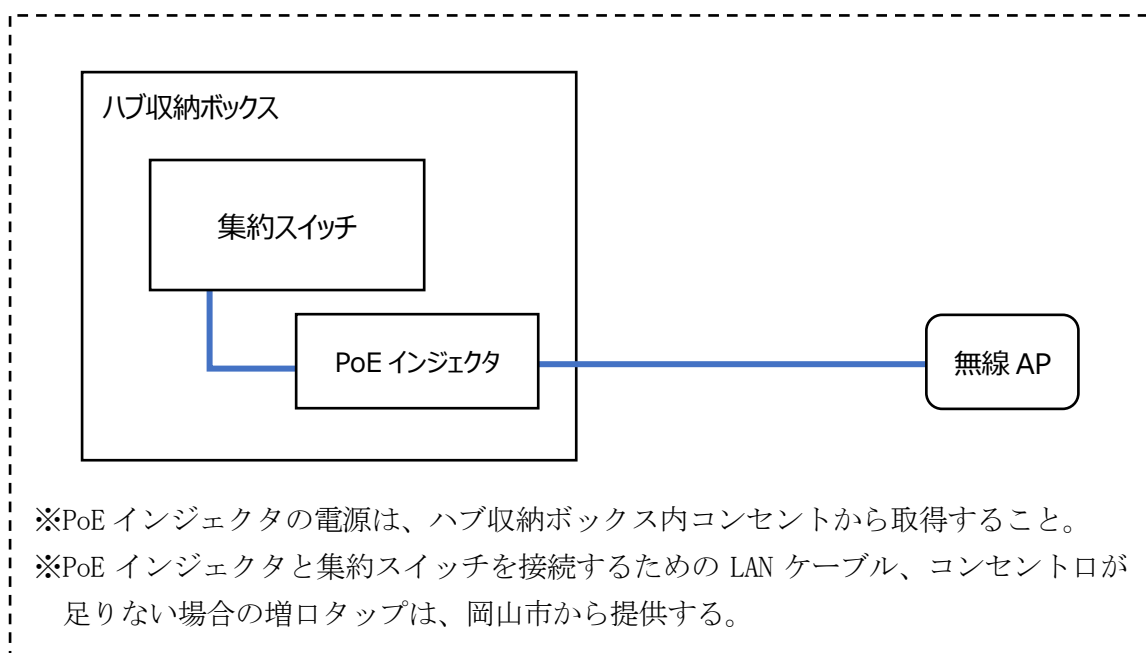 ハブ収納ボックス
集約スイッチ
PoE インジェクタ
無線 AP
※PoE インジェクタの電源は、ハブ収納ボックス内コンセントから取得すること。
※PoE インジェクタと集約スイッチを接続するための LAN ケーブル、コンセント口が
足りない場合の増口タップは、岡山市から提供する。